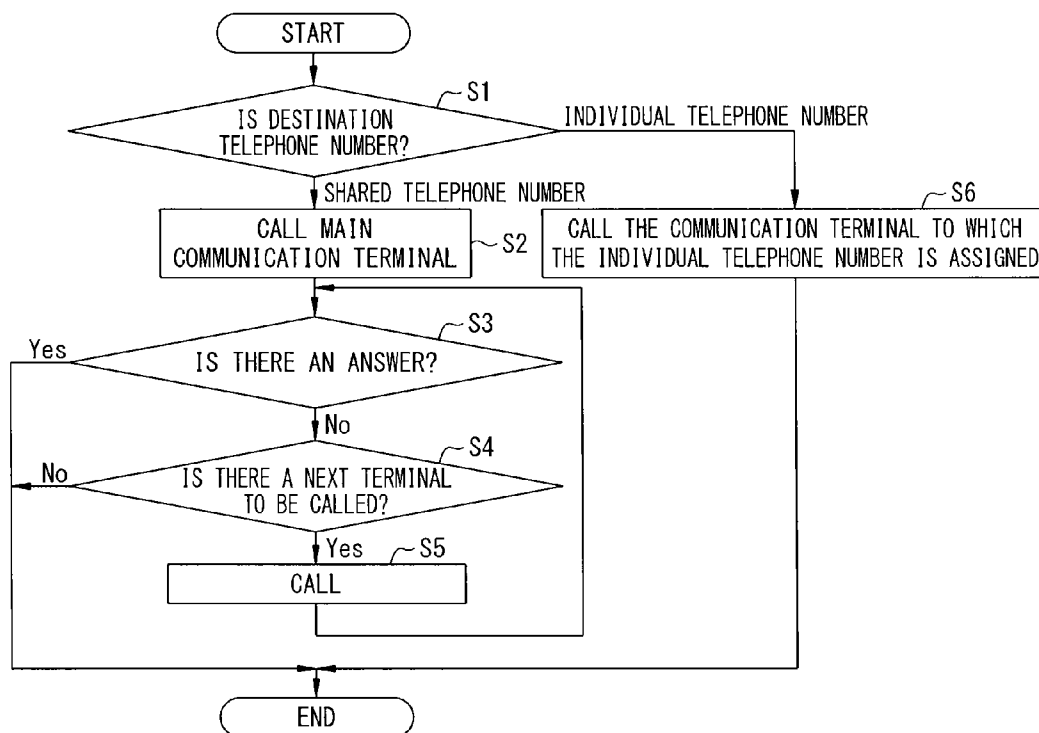 START
S1
IS DESTINATION
TELEPHONE NUMBER?
INDIVIDUAL TELEPHONE NUMBER
SHARED TELEPHONE NUMBER
S6
CALL MAIN
COMMUNICATION TERMINAL
S2
CALL THE COMMUNICATION TERMINAL TO WHICH
THE INDIVIDUAL TELEPHONE NUMBER IS ASSIGNED
S3
Yes
IS THERE AN ANSWER?
No
S4
No
IS THERE A NEXT TERMINAL
TO BE CALLED?
Yes
S5
CALL
END